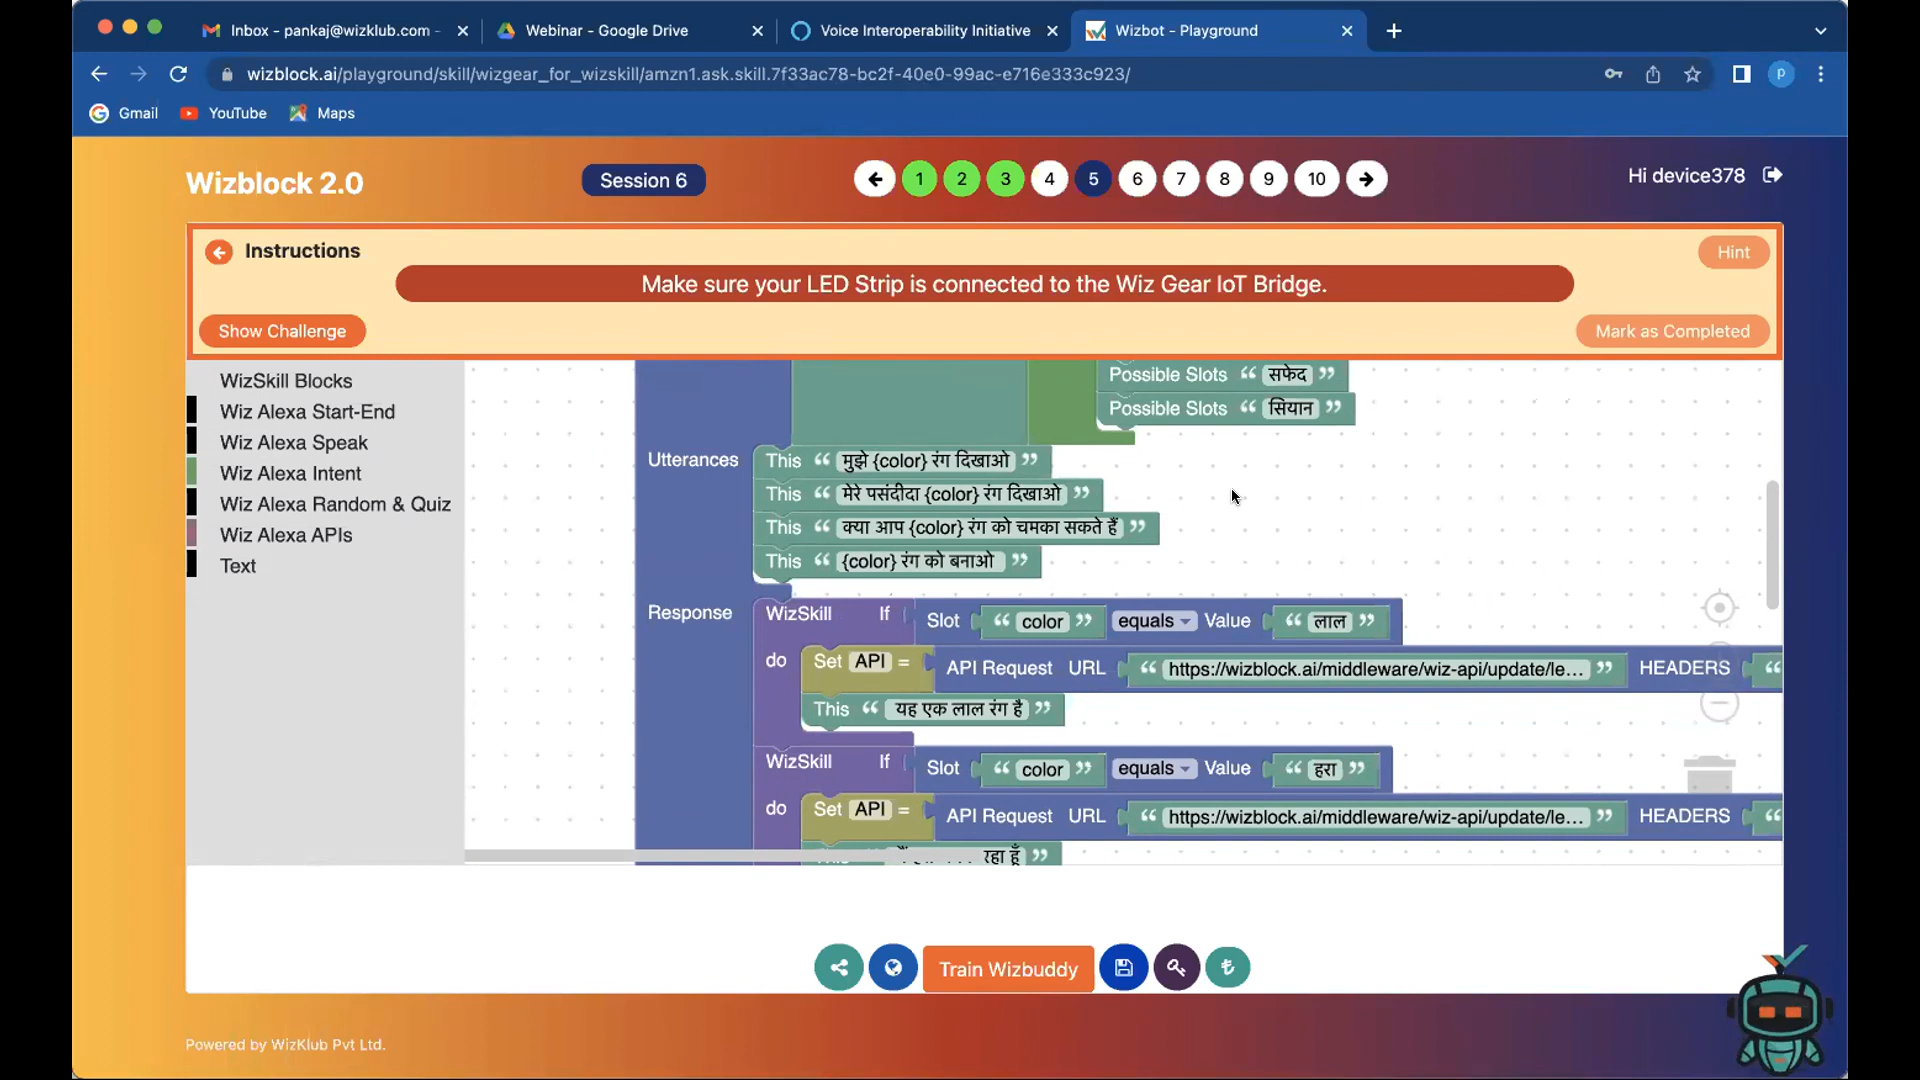 Inbox - pankaj@wizklub.com -
Webinar - Google Drive
Voice Interoperability Initiative
Wizbot - Playground
wizblock.ai/playground/skill/wizgear_for_wizskill/amzn1.ask.skill.7f33ac78-bc2f-40e0-99ac-e716e333c923/
P
Gmail YouTube Maps
Wizblock 2.0
Session 6
1 2 3 4 5 6 7 8 9 10
Hi device378
Instructions
Hint
Make sure your LED Strip is connected to the Wiz Gear IoT Bridge.
Show Challenge
Mark as Completed
WizSkill Blocks
Wiz Alexa Start-End
Wiz Alexa Speak
Wiz Alexa Intent
Wiz Alexa Random & Quiz
Wiz Alexa APIs
Text
Possible Slots “ सफेद ”
Possible Slots “ सियान ”
Utterances
This “ मुझे {color} रंग दिखाओ ”
This “ मेरे पसंदीदा {color} रंग दिखाओ ”
This “ क्या आप {color} रंग को चमका सकते हैं ”
This “ {color} रंग को बनाओ ”
Response
WizSkill If Slot “ color ” equals Value “ लाल ”
do Set API = API Request URL “ https://wizblock.ai/middleware/wiz-api/update/le... ” HEADERS “
This “ यह एक लाल रंग है ”
WizSkill If Slot “ color ” equals Value “ हरा ”
do Set API = API Request URL “ https://wizblock.ai/middleware/wiz-api/update/le... ” HEADERS “
रहा हूँ ”
Train Wizbuddy
Powered by WizKlub Pvt Ltd.